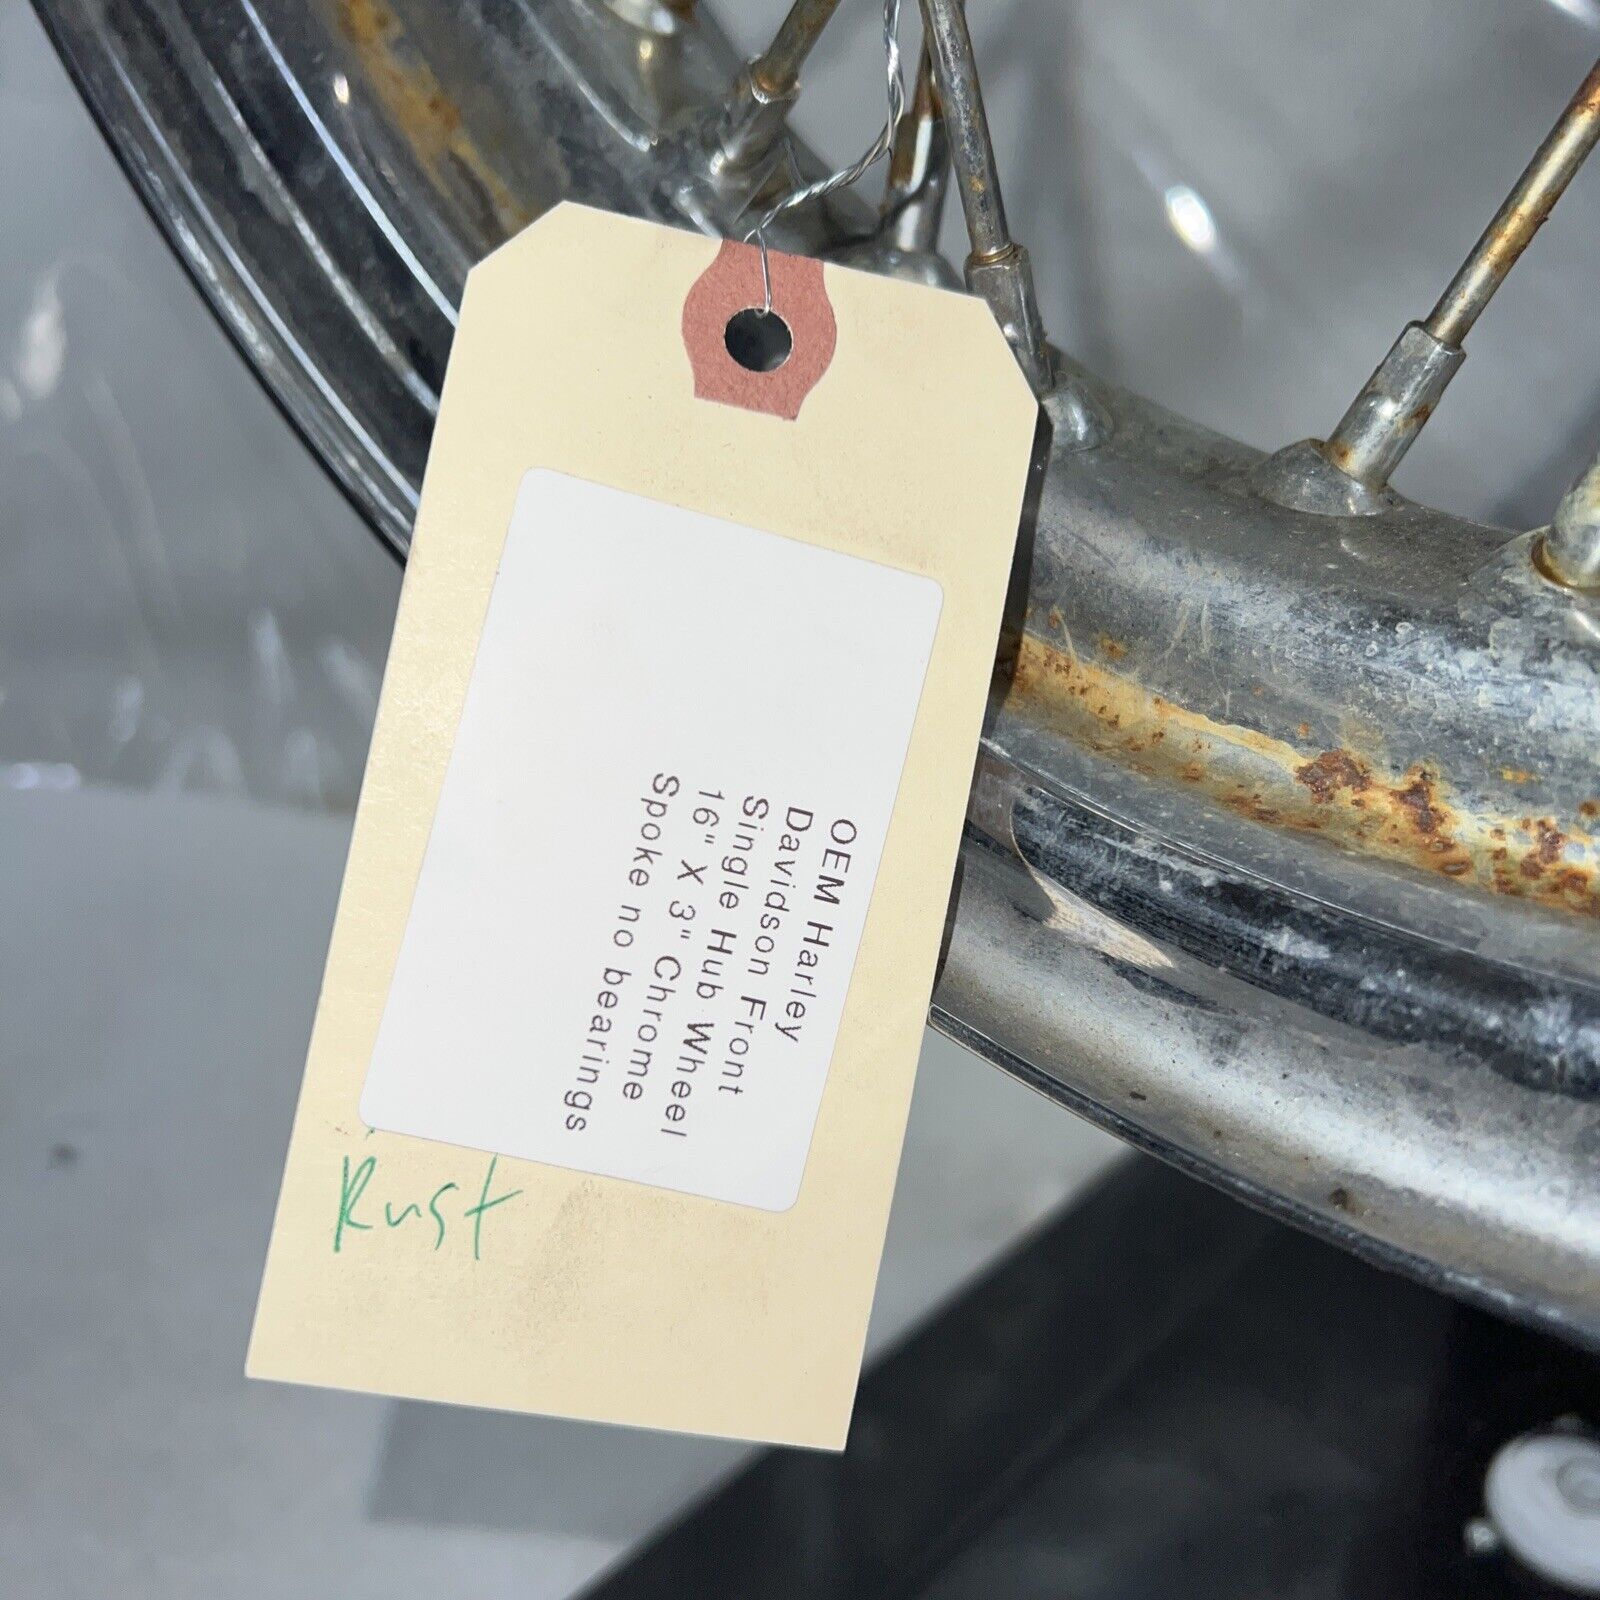 OEM Harley
Davidson Front
Single Hub Wheel
16" X 3" Chrome
Spoke no bearings
Rust